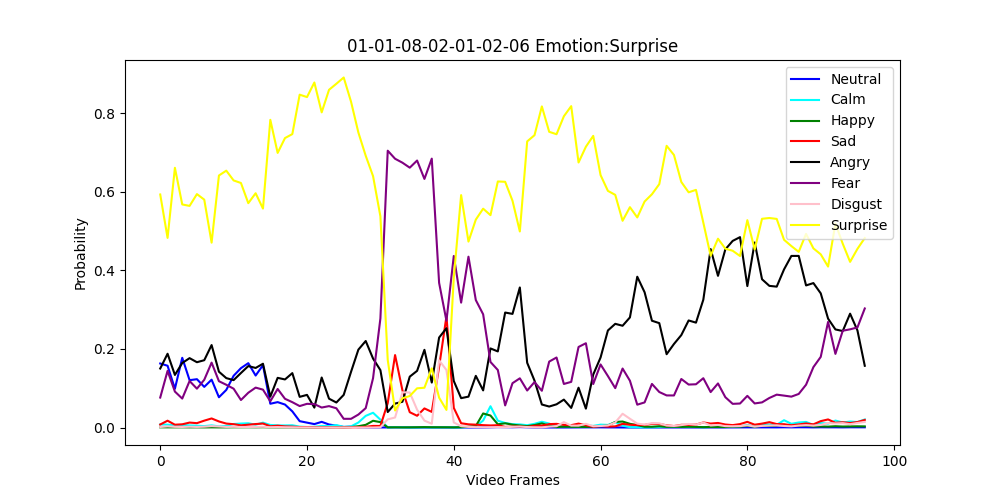 01-01-08-02-01-02-06 Emotion:Surprise
Neutral
Calm
Happy
Sad
Angry
Fear
Disgust
Surprise
Probability
0.8
0.6
0.4
0.2
0.0
0 20 40 60 80 100
Video Frames